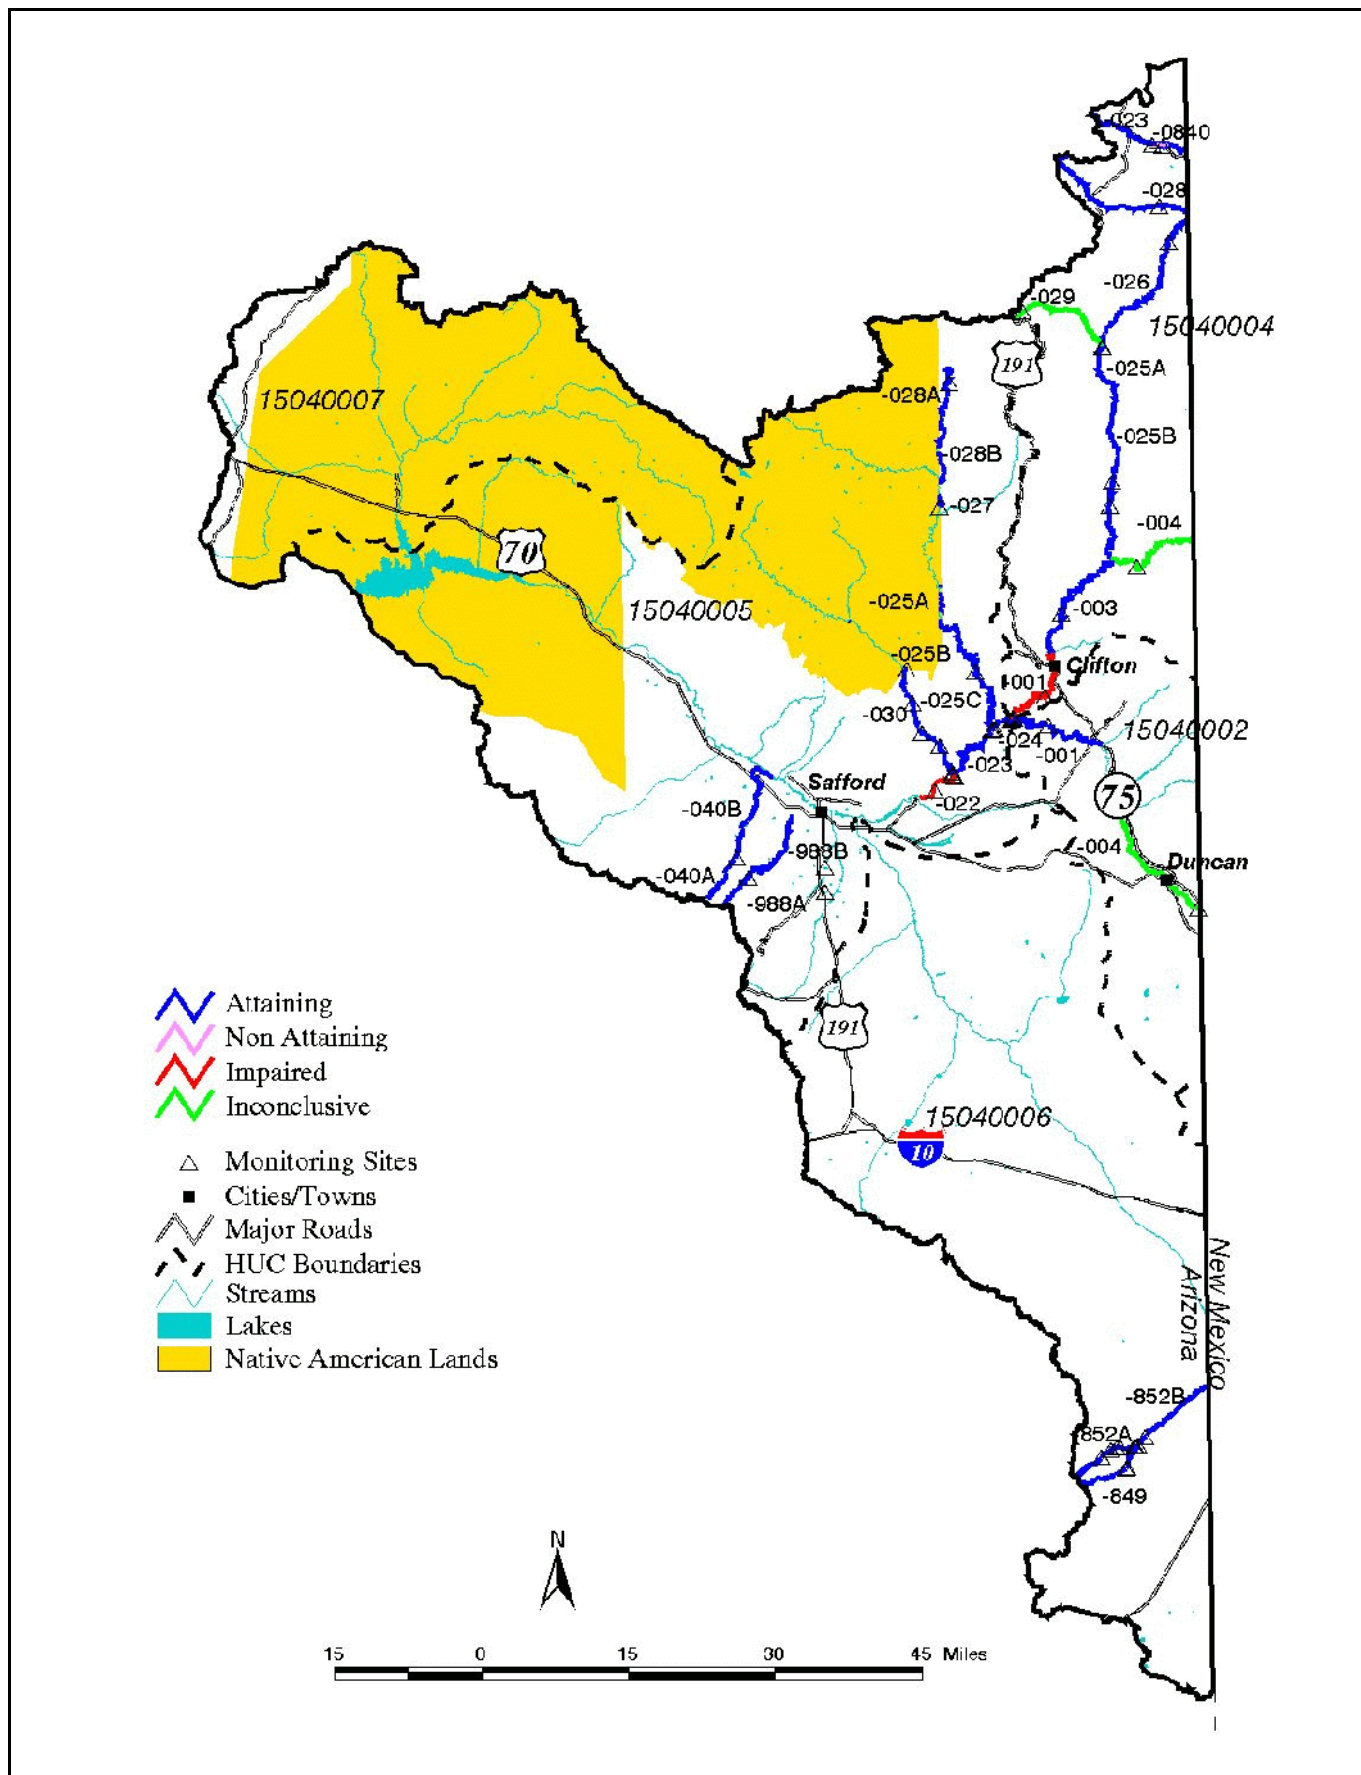 -023
-0840
-028
-026
-029
15040004
191
-025A
15040007
-028A
-025B
-028B
-027
-004
70
-025A
15040005
-003
-025B
Clifton
-001
-025C
-030
15040002
-024
-001
-023
Safford
75
-022
-040B
-004
-988B
Duncan
-040A
-988A
Attaining
191
Non Attaining
Impaired
Inconclusive
15040006
10
Monitoring Sites
Cities/Towns
Major Roads
HUC Boundaries
Streams
Lakes
Native American Lands
New Mexico
Arizona
-852B
852A
-849
N
15 0 15 30 45 Miles